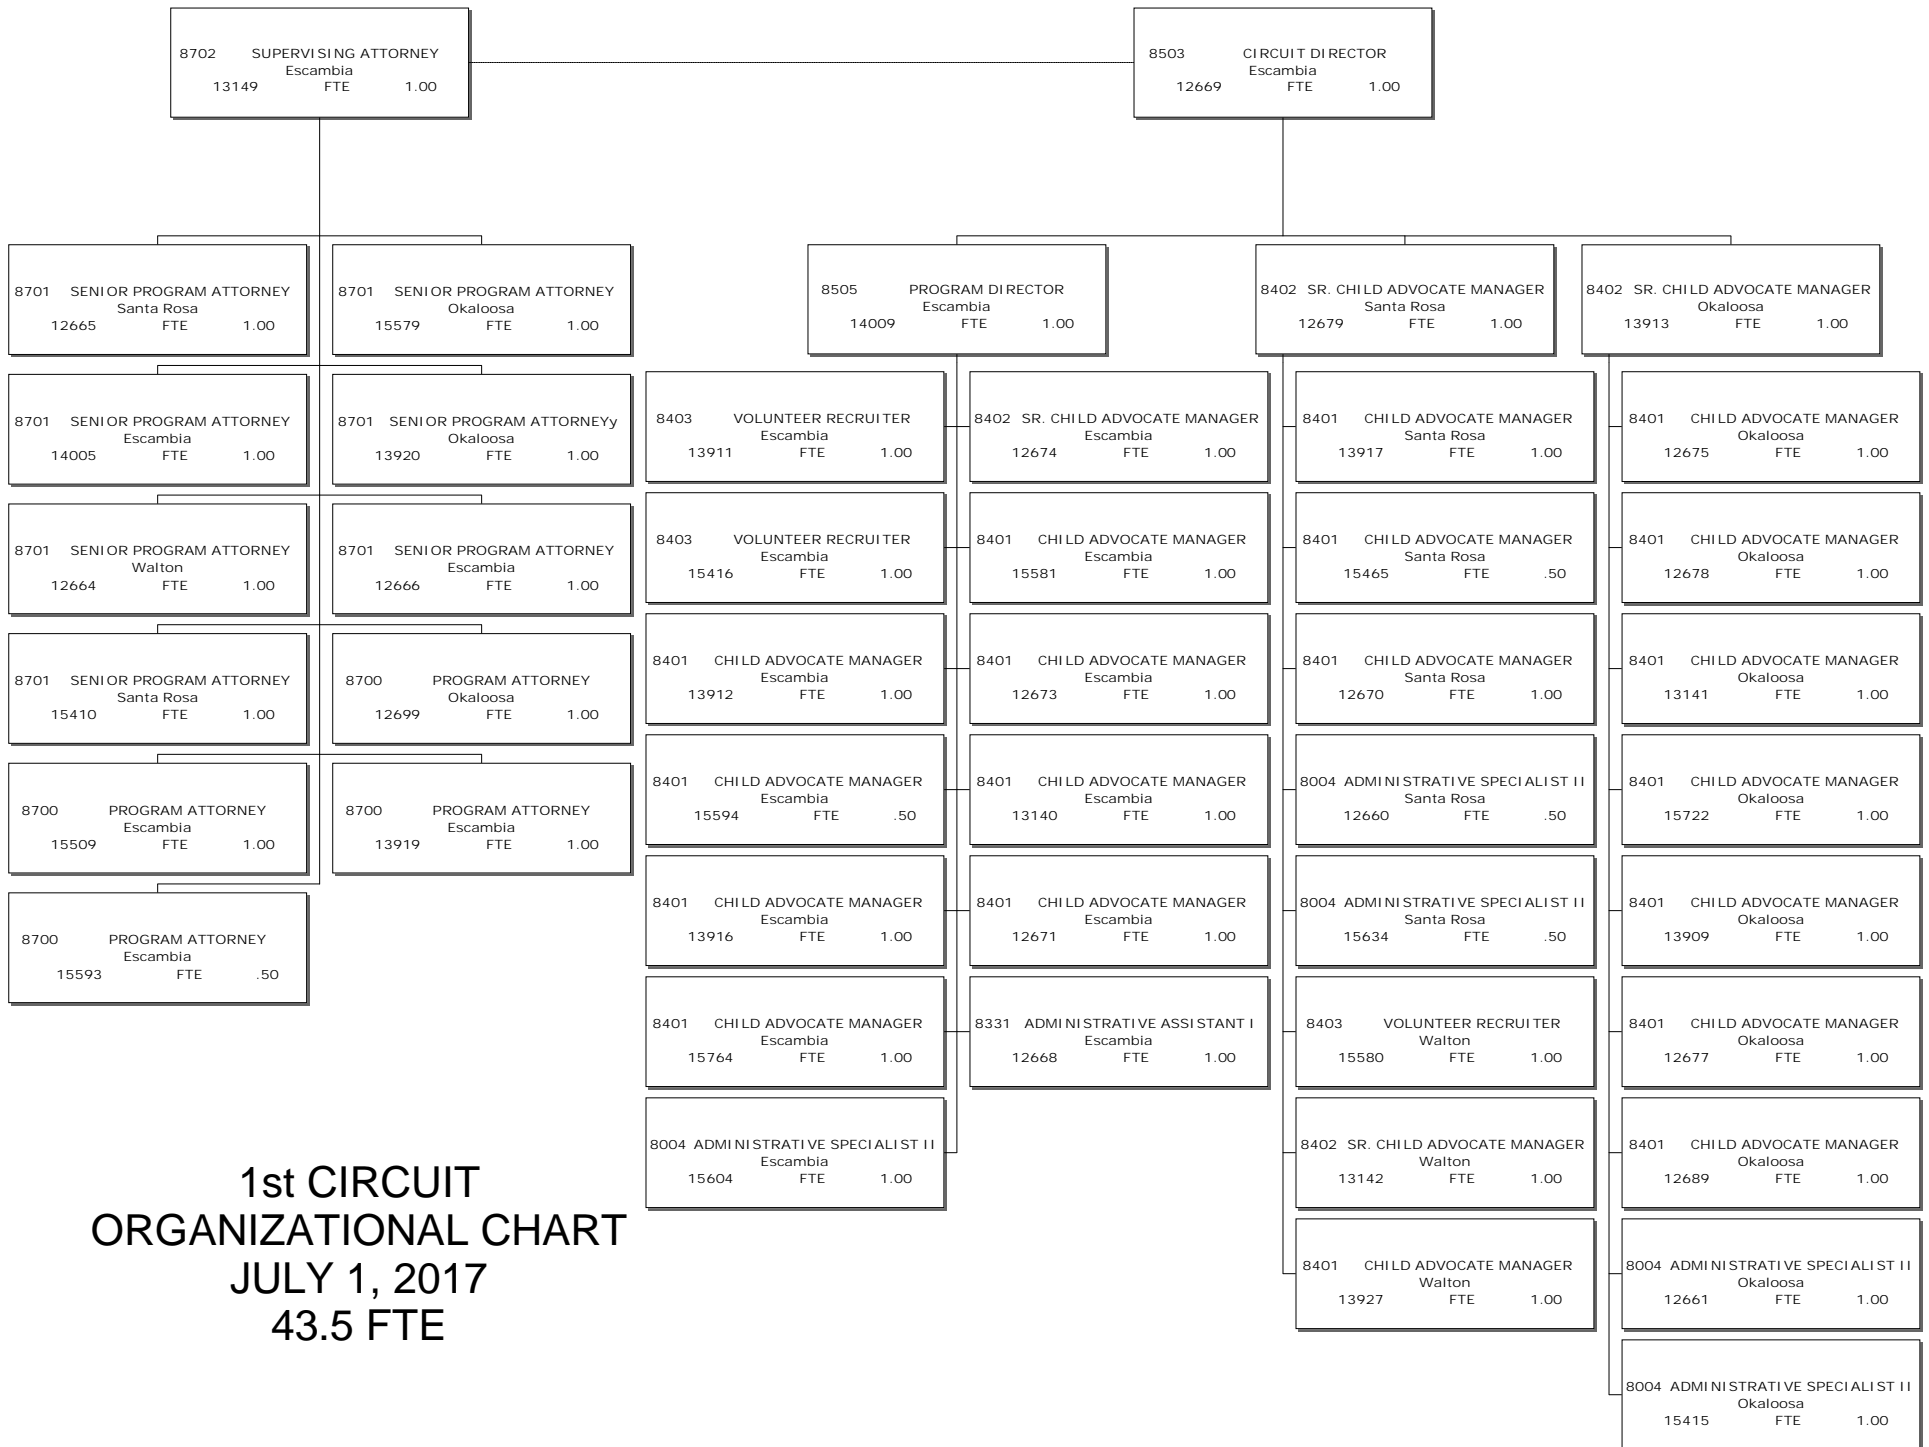 8702 SUPERVISING ATTORNEY
Escambia
13149 FTE 1.00
8503 CIRCUIT DIRECTOR
Escambia
12669 FTE 1.00
8701 SENIOR PROGRAM ATTORNEY
Santa Rosa
12665 FTE 1.00
8701 SENIOR PROGRAM ATTORNEY
Okaloosa
15579 FTE 1.00
8701 SENIOR PROGRAM ATTORNEY
Escambia
14005 FTE 1.00
8701 SENIOR PROGRAM ATTORNEYy
Okaloosa
13920 FTE 1.00
8701 SENIOR PROGRAM ATTORNEY
Walton
12664 FTE 1.00
8701 SENIOR PROGRAM ATTORNEY
Escambia
12666 FTE 1.00
8701 SENIOR PROGRAM ATTORNEY
Santa Rosa
15410 FTE 1.00
8700 PROGRAM ATTORNEY
Okaloosa
12699 FTE 1.00
8700 PROGRAM ATTORNEY
Escambia
15509 FTE 1.00
8700 PROGRAM ATTORNEY
Escambia
13919 FTE 1.00
8700 PROGRAM ATTORNEY
Escambia
15593 FTE .50
8505 PROGRAM DIRECTOR
Escambia
14009 FTE 1.00
8403 VOLUNTEER RECRUITER
Escambia
13911 FTE 1.00
8402 SR. CHILD ADVOCATE MANAGER
Escambia
12674 FTE 1.00
8403 VOLUNTEER RECRUITER
Escambia
15416 FTE 1.00
8401 CHILD ADVOCATE MANAGER
Escambia
15581 FTE 1.00
8401 CHILD ADVOCATE MANAGER
Escambia
13912 FTE 1.00
8401 CHILD ADVOCATE MANAGER
Escambia
12673 FTE 1.00
8401 CHILD ADVOCATE MANAGER
Escambia
15594 FTE .50
8401 CHILD ADVOCATE MANAGER
Escambia
13140 FTE 1.00
8401 CHILD ADVOCATE MANAGER
Escambia
13916 FTE 1.00
8401 CHILD ADVOCATE MANAGER
Escambia
12671 FTE 1.00
8401 CHILD ADVOCATE MANAGER
Escambia
15764 FTE 1.00
8331 ADMINISTRATIVE ASSISTANT I
Escambia
12668 FTE 1.00
8004 ADMINISTRATIVE SPECIALIST II
Escambia
15604 FTE 1.00
8402 SR. CHILD ADVOCATE MANAGER
Santa Rosa
12679 FTE 1.00
8401 CHILD ADVOCATE MANAGER
Santa Rosa
13917 FTE 1.00
8401 CHILD ADVOCATE MANAGER
Santa Rosa
15465 FTE .50
8401 CHILD ADVOCATE MANAGER
Santa Rosa
12670 FTE 1.00
8004 ADMINISTRATIVE SPECIALIST II
Santa Rosa
12660 FTE .50
8004 ADMINISTRATIVE SPECIALIST II
Santa Rosa
15634 FTE .50
8403 VOLUNTEER RECRUITER
Walton
15580 FTE 1.00
8402 SR. CHILD ADVOCATE MANAGER
Walton
13142 FTE 1.00
8401 CHILD ADVOCATE MANAGER
Walton
13927 FTE 1.00
8402 SR. CHILD ADVOCATE MANAGER
Okaloosa
13913 FTE 1.00
8401 CHILD ADVOCATE MANAGER
Okaloosa
12675 FTE 1.00
8401 CHILD ADVOCATE MANAGER
Okaloosa
12678 FTE 1.00
8401 CHILD ADVOCATE MANAGER
Okaloosa
13141 FTE 1.00
8401 CHILD ADVOCATE MANAGER
Okaloosa
15722 FTE 1.00
8401 CHILD ADVOCATE MANAGER
Okaloosa
13909 FTE 1.00
8401 CHILD ADVOCATE MANAGER
Okaloosa
12677 FTE 1.00
8401 CHILD ADVOCATE MANAGER
Okaloosa
12689 FTE 1.00
8004 ADMINISTRATIVE SPECIALIST II
Okaloosa
12661 FTE 1.00
8004 ADMINISTRATIVE SPECIALIST II
Okaloosa
15415 FTE 1.00
1st CIRCUIT
ORGANIZATIONAL CHART
JULY 1, 2017
43.5 FTE